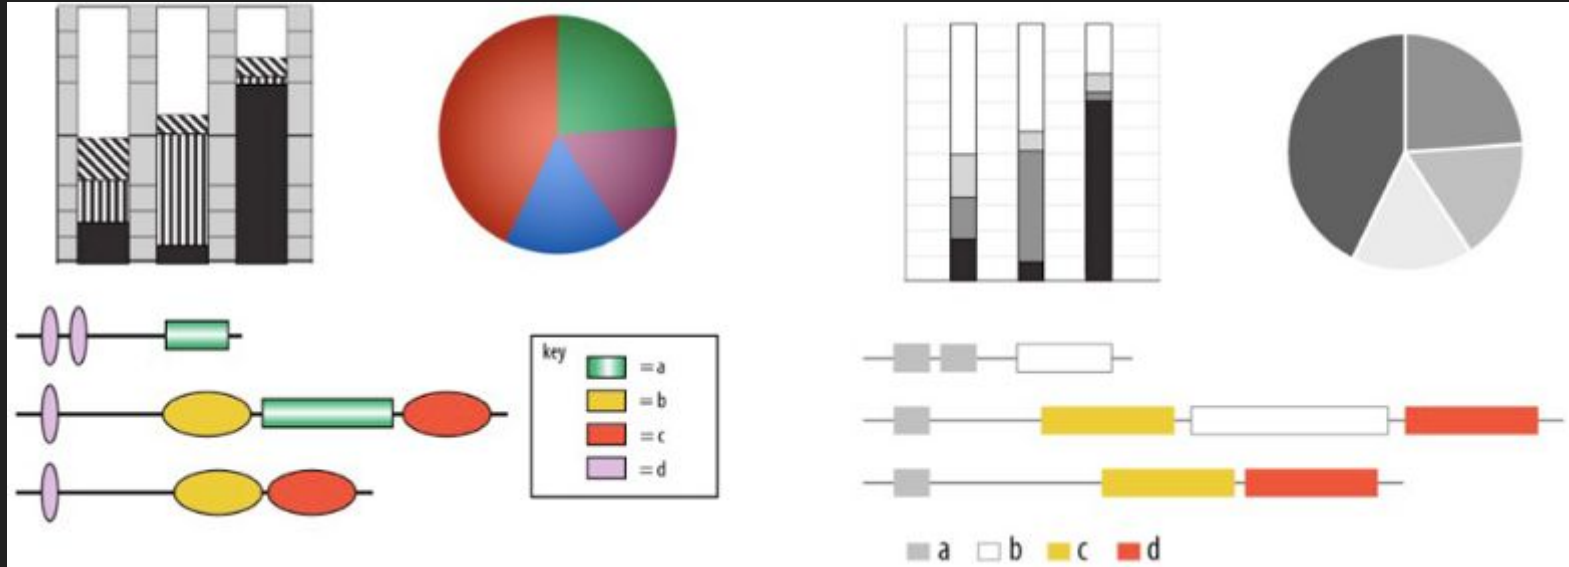 key
= a
= b
= c
= d
a b c d